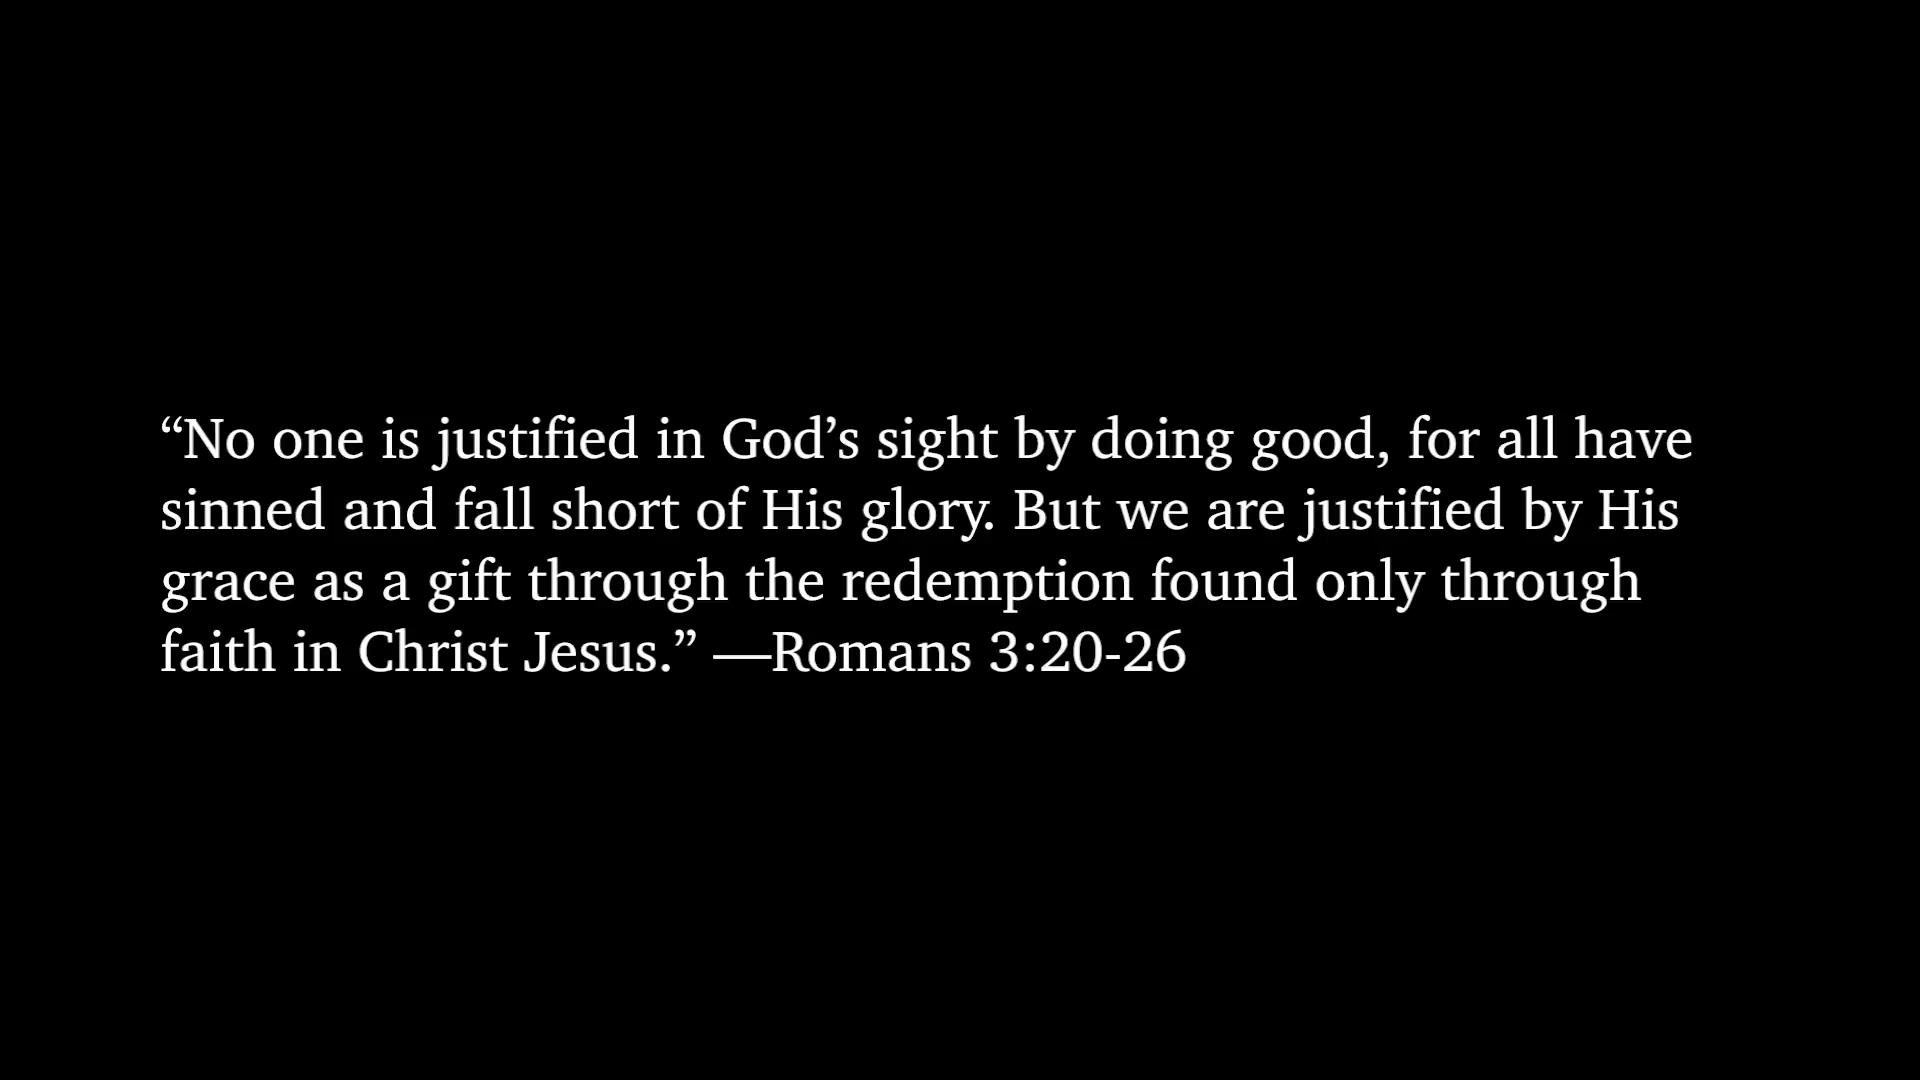 “No one is justified in God’s sight by doing good, for all have
sinned and fall short of His glory. But we are justified by His
grace as a gift through the redemption found only through
faith in Christ Jesus.” —Romans 3:20-26